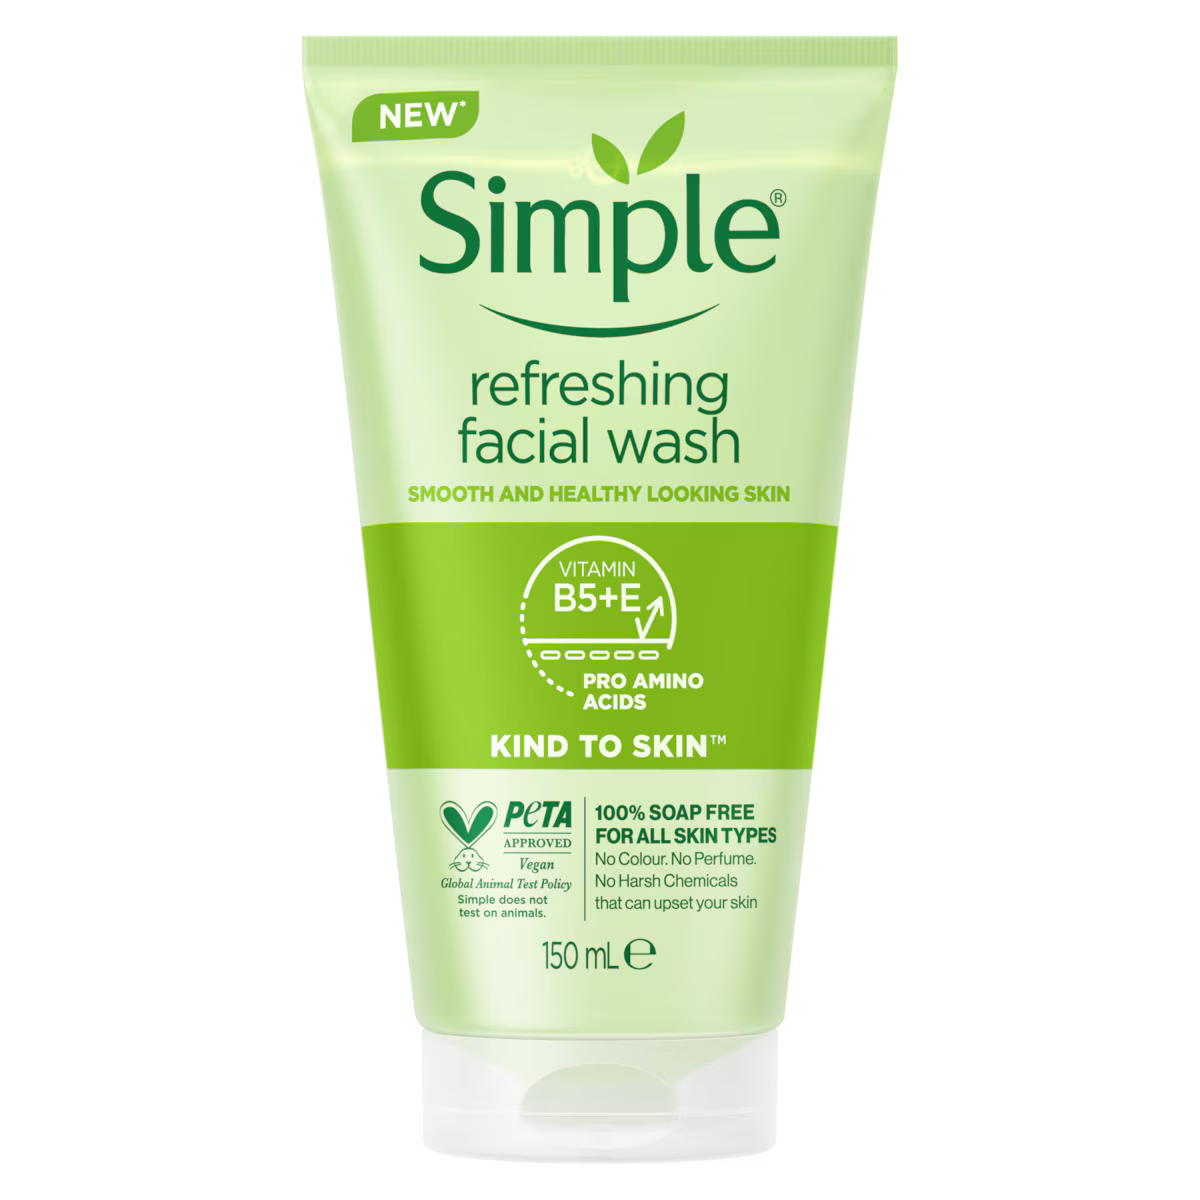 NEW*
Simple®
refreshing
facial wash
SMOOTH AND HEALTHY LOOKING SKIN
VITAMIN
B5+E
PRO AMINO
ACIDS
KIND TO SKIN™
PETA
APPROVED
Vegan
Global Animal Test Policy
Simple does not
test on animals.
100% SOAP FREE
FOR ALL SKIN TYPES
No Colour. No Perfume.
No Harsh Chemicals
that can upset your skin
150 mL ℮